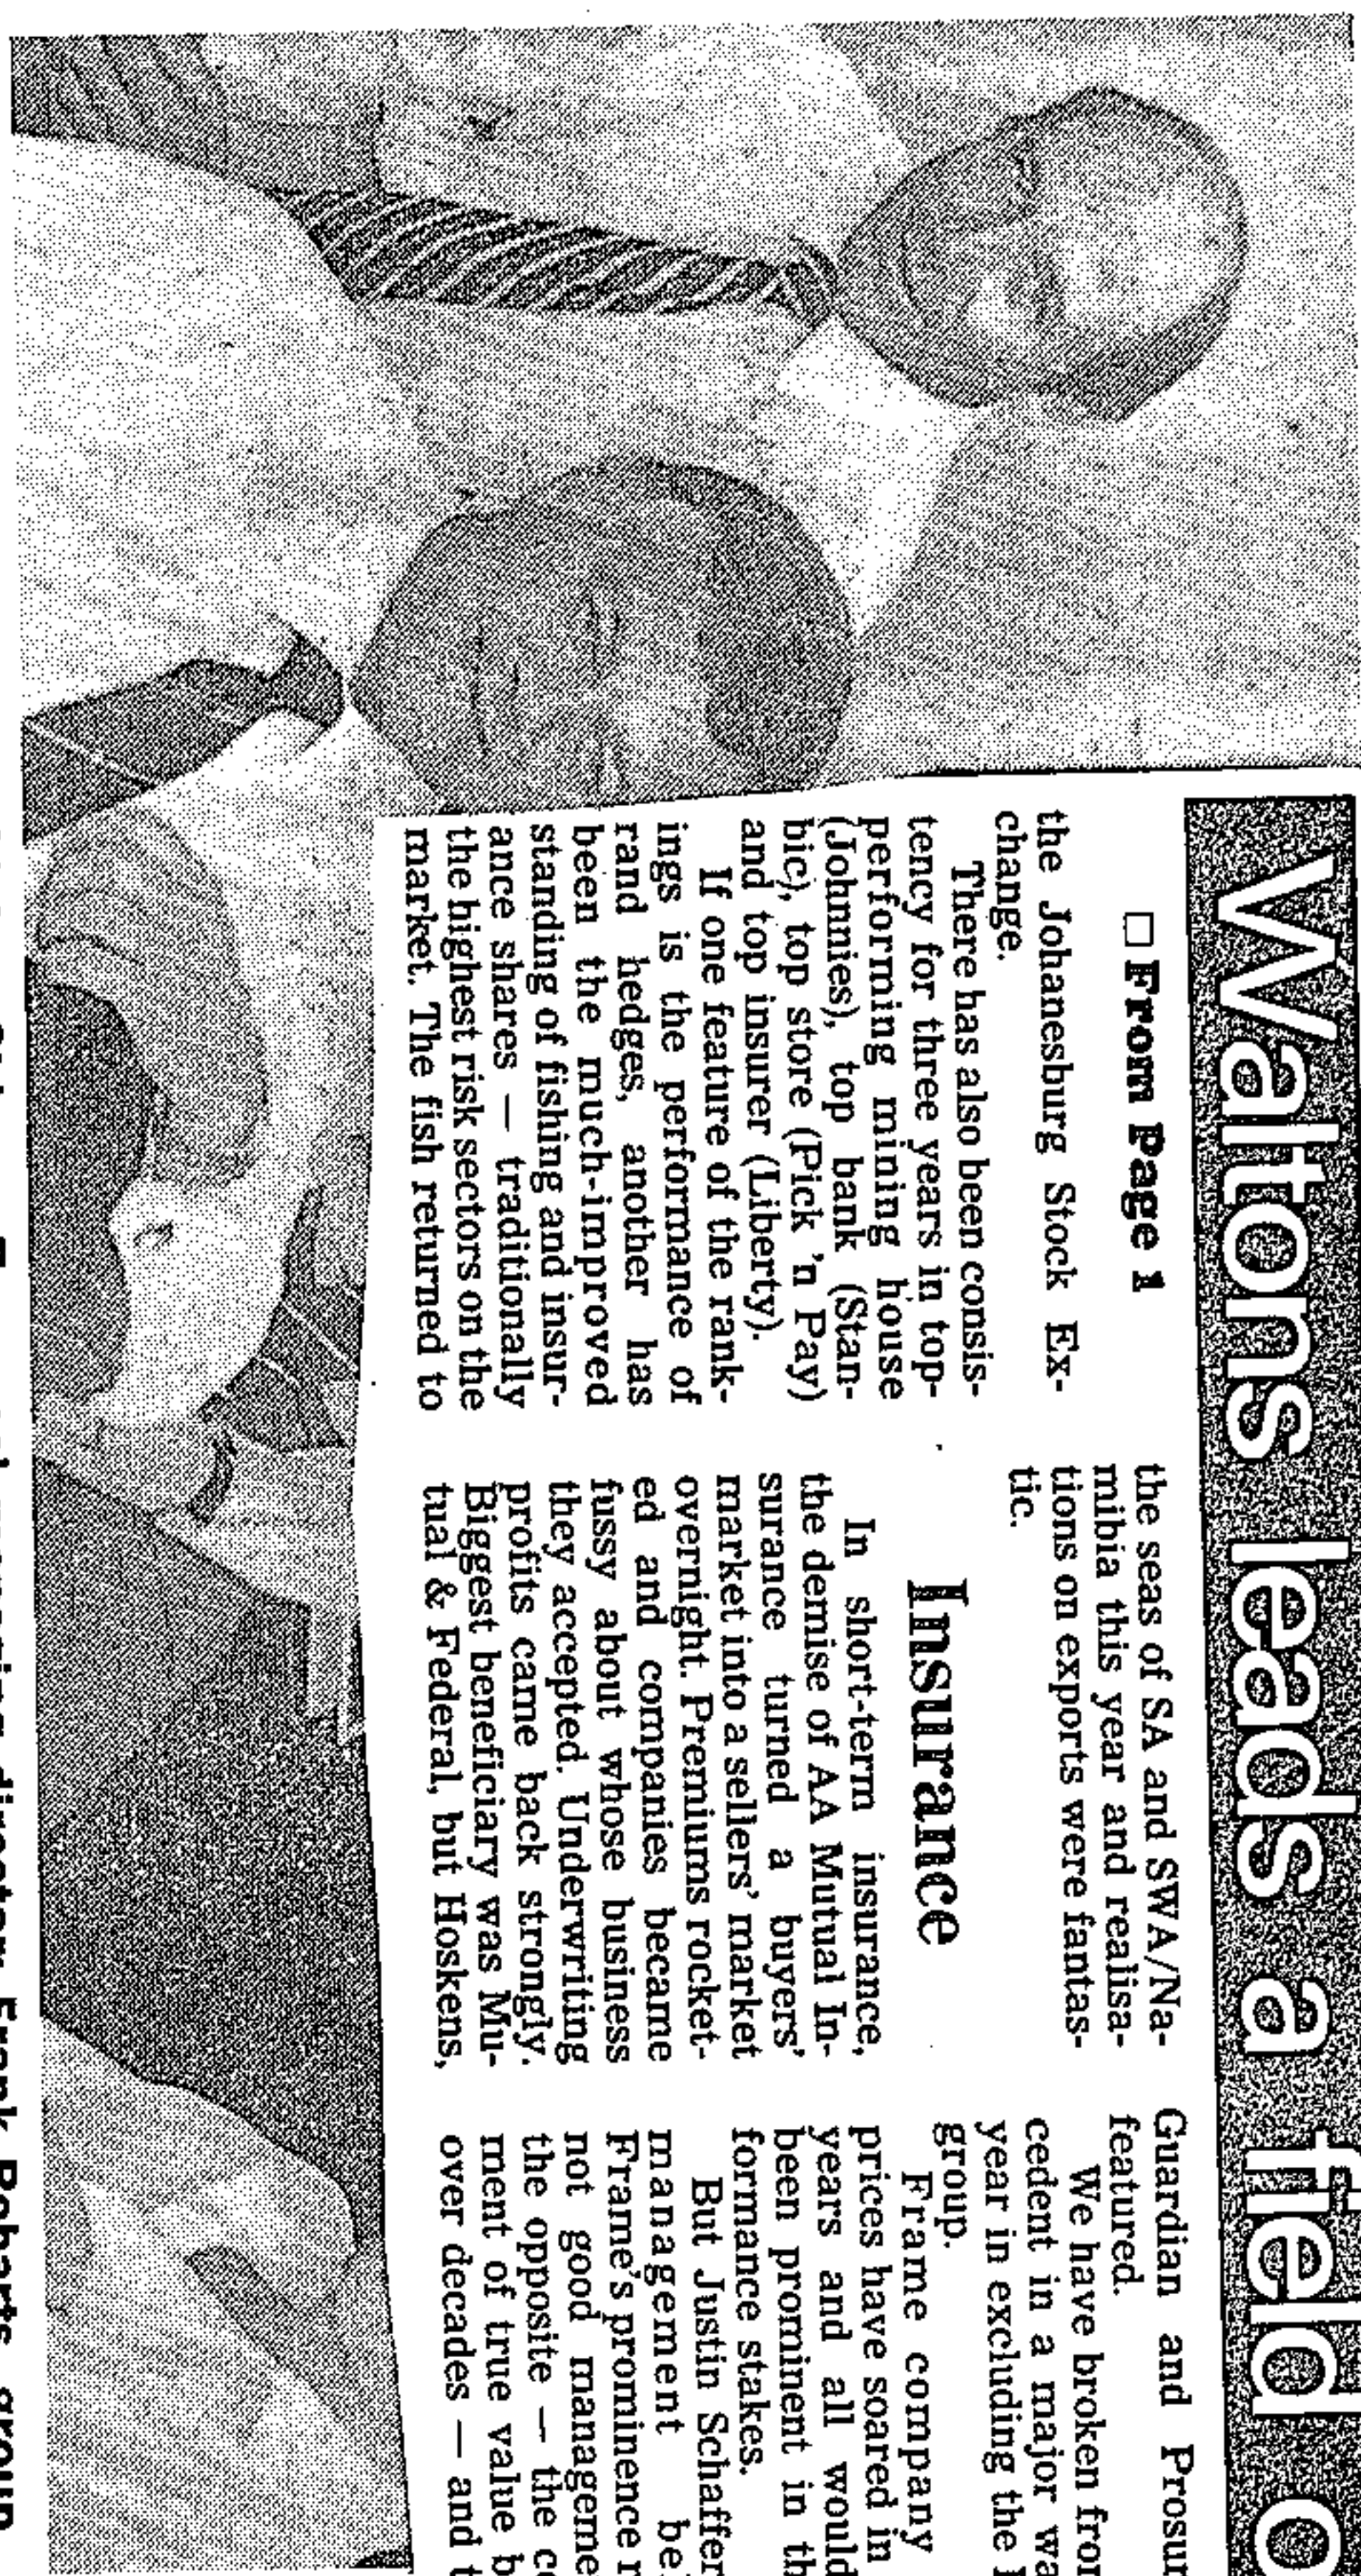 Waltons leads a field o
□ From Page 1
the Johanesburg Stock Ex-
change.
There has also been consis-
tency for three years in top-
performing mining house
(Johnnies), top bank (Stan-
bic), top store (Pick 'n Pay)
and top insurer (Liberty).
If one feature of the rank-
ings is the performance of
rand hedges, another has
been the much-improved
standing of fishing and insur-
ance shares — traditionally
the highest risk sectors on the
market. The fish returned to
the seas of SA and SWA/Na-
mibia this year and realisa-
tions on exports were fantas-
tic.
Insurance
In short-term insurance,
the demise of AA Mutual In-
surance turned a buyers'
market into a sellers' market
overnight. Premiums rocket-
ed and companies became
fussy about whose business
they accepted. Underwriting
profits came back strongly.
Biggest beneficiary was Mu-
tual & Federal, but Hoskens,
Guardian and Prosur
featured.
We have broken fro
cedent in a major wa
year in excluding the
group.
Frame company
prices have soared in
years and all would
been prominent in th
formance stakes.
But Justin Schaffer
management bel
Frame's prominence r
not good manageme
the opposite — the co
ment of true value b
over decades — and t
director Frank Robarts, group